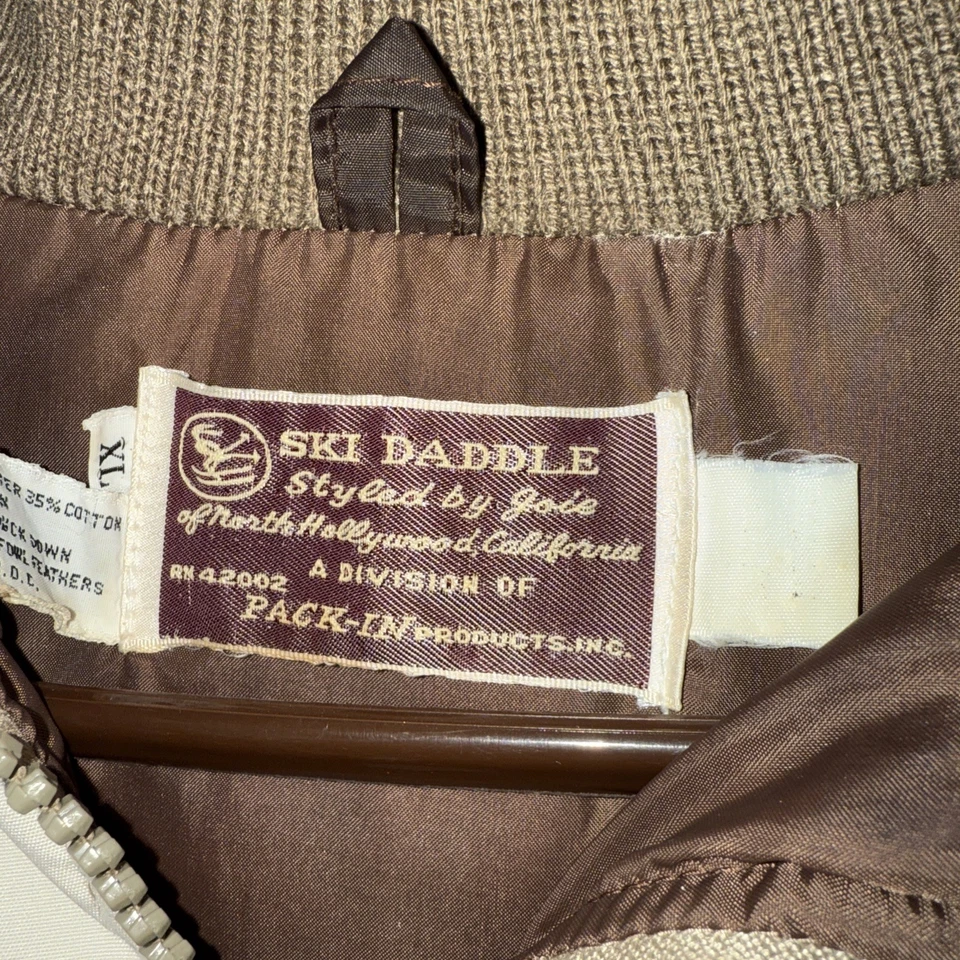 SKI DADDLE
Styled by Jois
of North Hollywood, California
RN 42002 A DIVISION OF
PACK-IN PRODUCTS, INC.
XL
35% COTTON
DOWN
FEATHERS